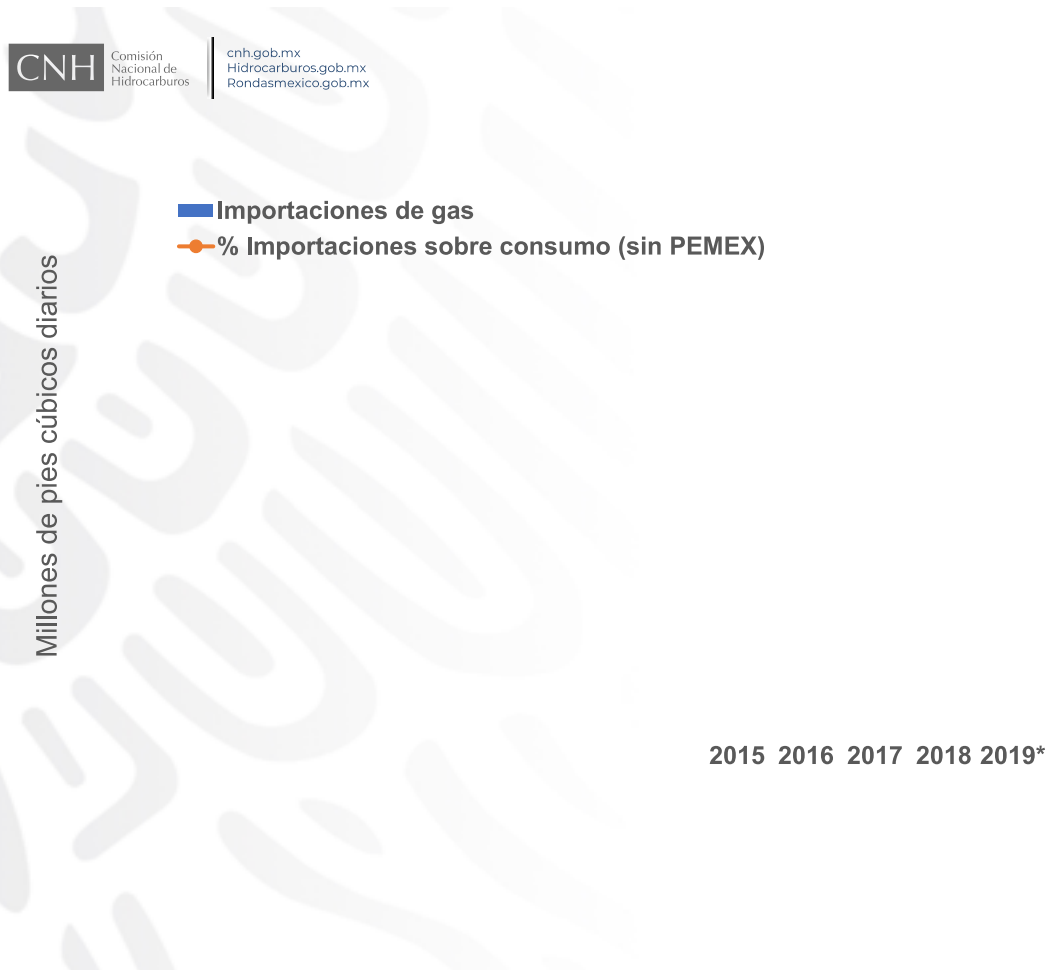 CNH
Comisión
Nacional de
Hidrocarburos
cnh.gob.mx
Hidrocarburos.gob.mx
Rondasmexico.gob.mx
Importaciones de gas
% Importaciones sobre consumo (sin PEMEX)
Millones de pies cúbicos diarios
2015 2016 2017 2018 2019*